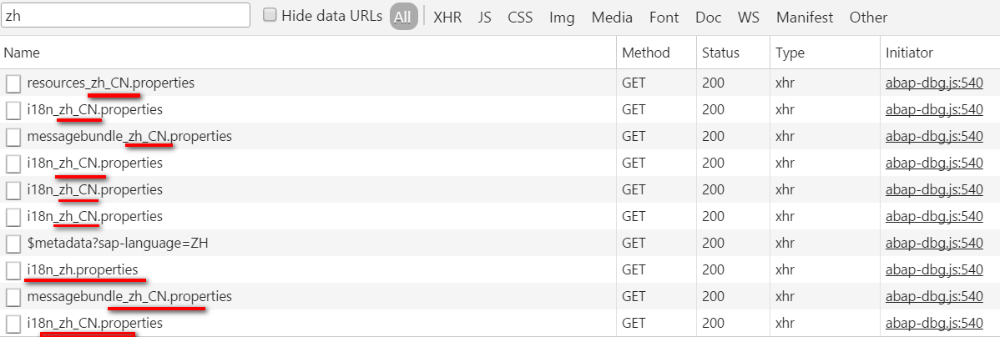 zh Hide data URLs All XHR JS CSS Img Media Font Doc WS Manifest Other
Name Method Status Type Initiator
resources_zh_CN.properties GET 200 xhr abap-dbg.js:540
i18n_zh_CN.properties GET 200 xhr abap-dbg.js:540
messagebundle_zh_CN.properties GET 200 xhr abap-dbg.js:540
i18n_zh_CN.properties GET 200 xhr abap-dbg.js:540
i18n_zh_CN.properties GET 200 xhr abap-dbg.js:540
i18n_zh_CN.properties GET 200 xhr abap-dbg.js:540
$metadata?sap-language=ZH GET 200 xhr abap-dbg.js:540
i18n_zh.properties GET 200 xhr abap-dbg.js:540
messagebundle_zh_CN.properties GET 200 xhr abap-dbg.js:540
i18n_zh_CN.properties GET 200 xhr abap-dbg.js:540